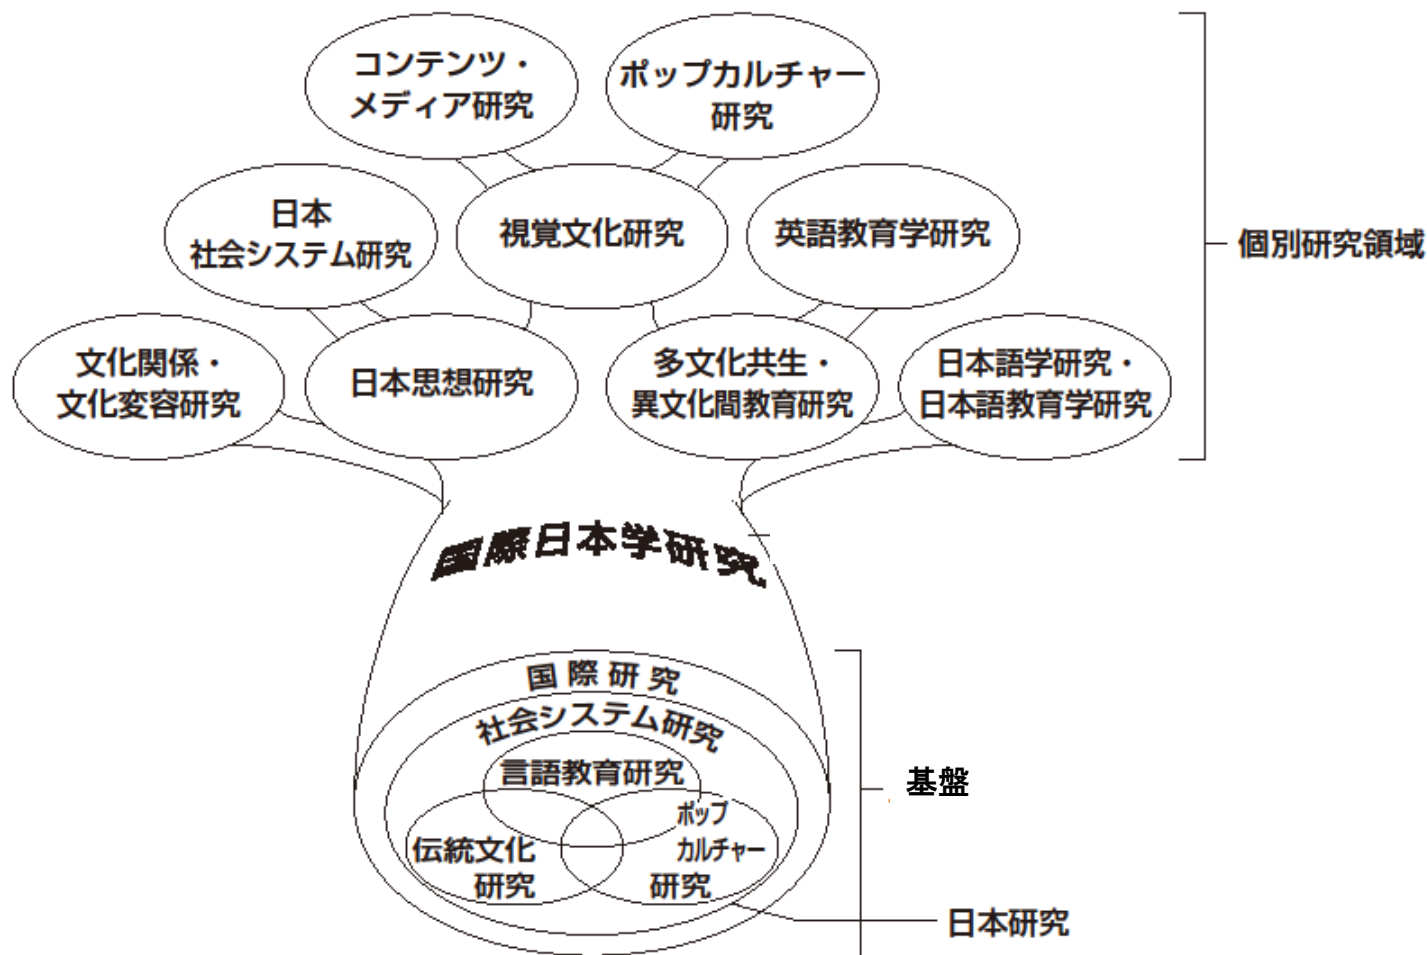 コンテンツ・
メディア研究
ポップカルチャー
研究
日本
社会システム研究
視覚文化研究
英語教育学研究
個別研究領域
文化関係・
文化変容研究
日本思想研究
多文化共生・
異文化間教育研究
日本語学研究・
日本語教育学研究
国際日本学研究
国際研究
社会システム研究
言語教育研究
基盤
伝統文化
研究
ポップ
カルチャー
研究
日本研究